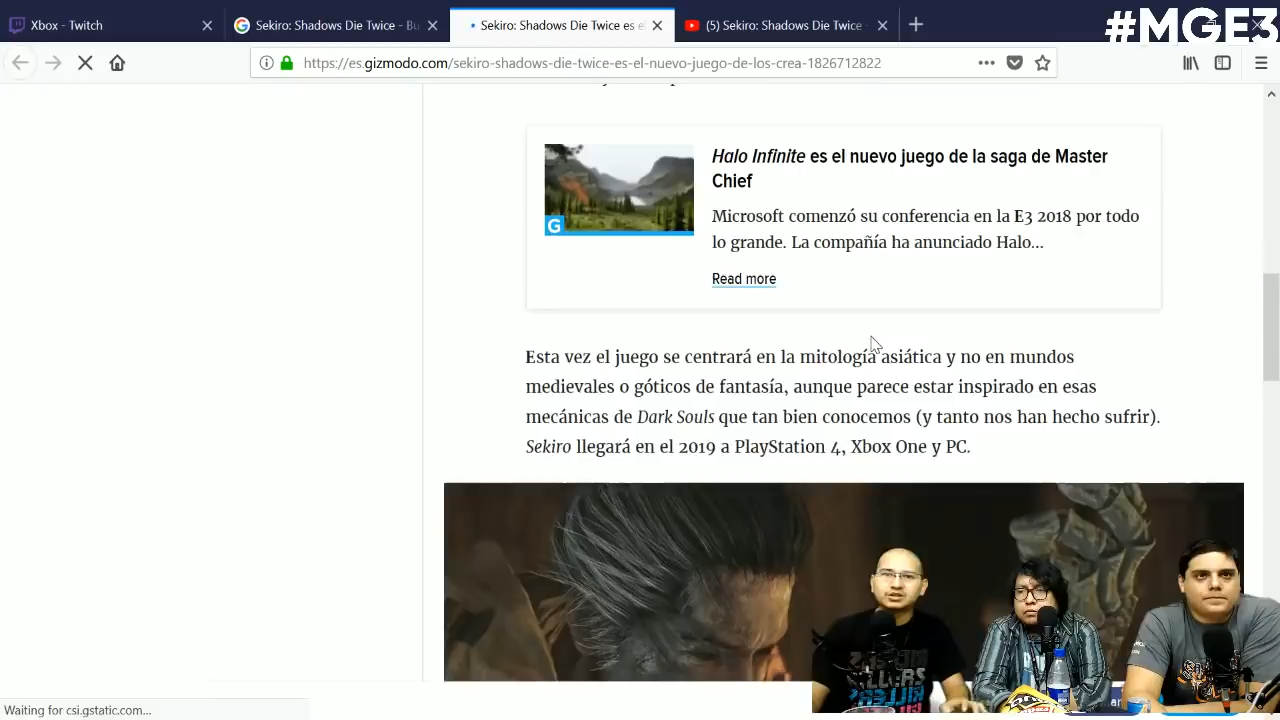 Xbox - Twitch
Sekiro: Shadows Die Twice - Bu
Sekiro: Shadows Die Twice es e
(5) Sekiro: Shadows Die Twice -
#MGE3
https://es.gizmodo.com/sekiro-shadows-die-twice-es-el-nuevo-juego-de-los-crea-1826712822
Halo Infinite es el nuevo juego de la saga de Master
Chief
Microsoft comenzó su conferencia en la E3 2018 por todo
lo grande. La compañía ha anunciado Halo...
Read more
G
Esta vez el juego se centrará en la mitología asiática y no en mundos
medievales o góticos de fantasía, aunque parece estar inspirado en esas
mecánicas de Dark Souls que tan bien conocemos (y tanto nos han hecho sufrir).
Sekiro llegará en el 2019 a PlayStation 4, Xbox One y PC.
Waiting for csi.gstatic.com...